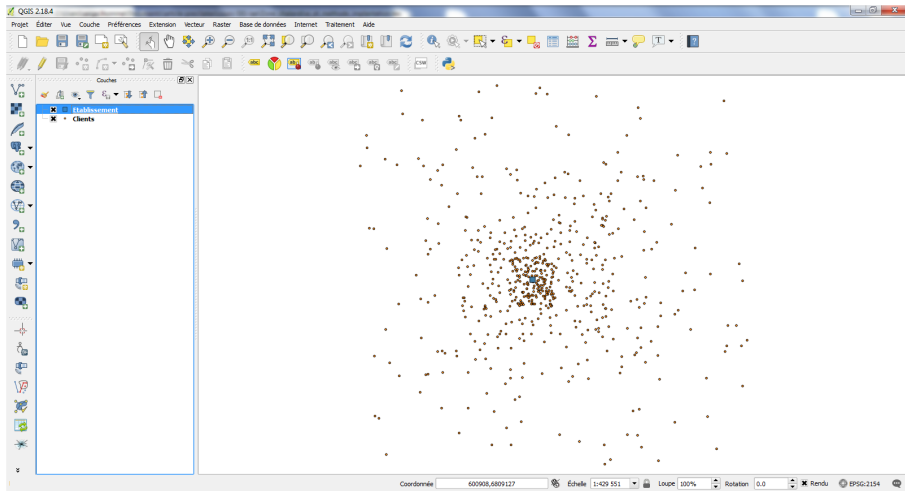 QGIS 2.18.4
Projet Éditer Vue Couche Préférences Extension Vecteur Raster Base de données Internet Traitement Aide
abc CSW
Couches
Etablissement
Clients
Coordonnée 600908,6809127 Échelle 1:429 551 Loupe 100% Rotation 0.0 Rendu EPSG:2154